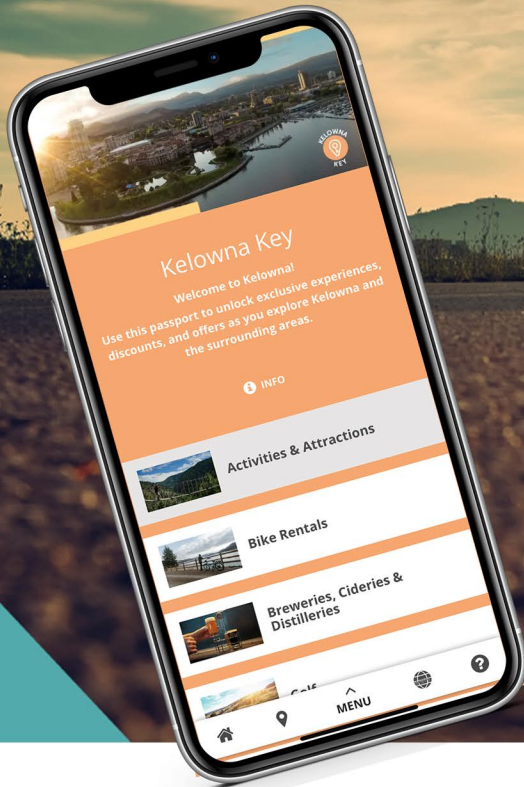 KELOWNA
KEY
Kelowna Key
Welcome to Kelowna!
Use this passport to unlock exclusive experiences,
discounts, and offers as you explore Kelowna and
the surrounding areas.
INFO
Activities & Attractions
Bike Rentals
Breweries, Cideries &
Distilleries
Golf
MENU